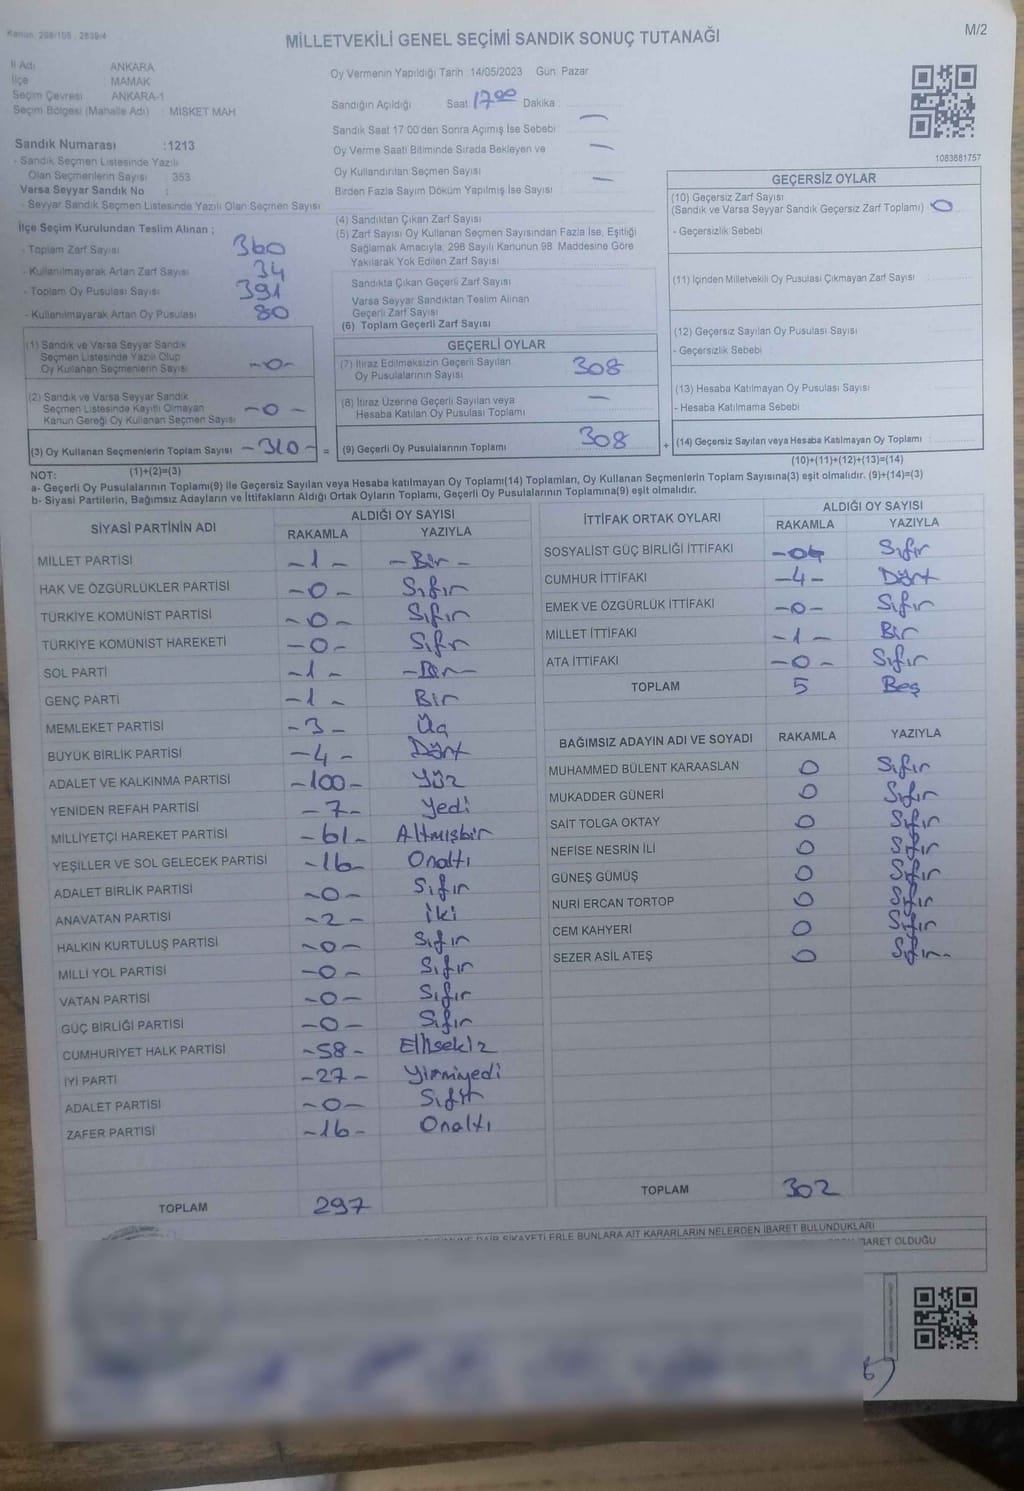 Kanun: 298/105 , 2839/4
M/2
MİLLETVEKİLİ GENEL SEÇİMİ SANDIK SONUÇ TUTANAĞI
İl Adı ANKARA
İlçe MAMAK
Seçim Çevresi ANKARA-1
Seçim Bölgesi (Mahalle Adı) : MISKET MAH
Sandık Numarası :1213
- Sandık Seçmen Listesinde Yazılı
Olan Seçmenlerin Sayısı : 353
Varsa Seyyar Sandık No :
- Seyyar Sandık Seçmen Listesinde Yazılı Olan Seçmen Sayısı :
İlçe Seçim Kurulundan Teslim Alınan ;
- Toplam Zarf Sayısı 360
- Kullanılmayarak Artan Zarf Sayısı 34
- Toplam Oy Pusulası Sayısı 391
- Kullanılmayarak Artan Oy Pusulası 80
(1) Sandık ve Varsa Seyyar Sandık
Seçmen Listesinde Yazılı Olup
Oy Kullanan Seçmenlerin Sayısı -0-
(2) Sandık ve Varsa Seyyar Sandık
Seçmen Listesinde Kayıtlı Olmayan
Kanun Gereği Oy Kullanan Seçmen Sayısı -0-
(3) Oy Kullanan Seçmenlerin Toplam Sayısı -310- =
(1)+(2)=(3)
Oy Vermenin Yapıldığı Tarih :14/05/2023 Gün: Pazar
Sandığın Açıldığı Saat 17 00 Dakika
Sandık Saat 17 00'den Sonra Açımış İse Sebebi —
Oy Verme Saati Bitiminde Sırada Bekleyen ve —
Oy Kullandırılan Seçmen Sayısı
Birden Fazla Sayım Döküm Yapılmış İse Sayısı —
(4) Sandıktan Çıkan Zarf Sayısı
(5) Zarf Sayısı Oy Kullanan Seçmen Sayısından Fazla İse, Eşitliği
Sağlamak Amacıyla, 298 Sayılı Kanunun 98. Maddesine Göre
Yakılarak Yok Edilen Zarf Sayısı
Sandıkta Çıkan Geçerli Zarf Sayısı
Varsa Seyyar Sandıktan Teslim Alınan
Geçerli Zarf Sayısı
(6) Toplam Geçerli Zarf Sayısı
GEÇERLİ OYLAR
(7) İtiraz Edilmeksizin Geçerli Sayılan
Oy Pusulalarının Sayısı 308
(8) İtiraz Üzerine Geçerli Sayılan veya
Hesaba Katılan Oy Pusulası Toplamı —
(9) Geçerli Oy Pusulalarının Toplamı 308 +
1083881757
GEÇERSİZ OYLAR
(10) Geçersiz Zarf Sayısı
(Sandık ve Varsa Seyyar Sandık Geçersiz Zarf Toplamı) 0
- Geçersizlik Sebebi
(11) İçinden Milletvekili Oy Pusulası Çıkmayan Zarf Sayısı
(12) Geçersiz Sayılan Oy Pusulası Sayısı
- Geçersizlik Sebebi
(13) Hesaba Katılmayan Oy Pusulası Sayısı
- Hesaba Katılmama Sebebi
(14) Geçersiz Sayılan veya Hesaba Katılmayan Oy Toplamı
(10)+(11)+(12)+(13)=(14)
NOT:
a- Geçerli Oy Pusulalarının Toplamı(9) ile Geçersiz Sayılan veya Hesaba katılmayan Oy Toplamı(14) Toplamları, Oy Kullanan Seçmenlerin Toplam Sayısına(3) eşit olmalıdır. (9)+(14)=(3)
b- Siyasi Partilerin, Bağımsız Adayların ve İttifakların Aldığı Ortak Oyların Toplamı, Geçerli Oy Pusulalarının Toplamına(9) eşit olmalıdır.
SİYASİ PARTİNİN ADI ALDIĞI OY SAYISI
RAKAMLA YAZIYLA
MİLLET PARTİSİ -1- -Bir-
HAK VE ÖZGÜRLÜKLER PARTİSİ -0- Sıfır
TÜRKİYE KOMÜNİST PARTİSİ -0- Sıfır
TÜRKİYE KOMÜNİST HAREKETİ -0- Sıfır
SOL PARTİ -1- -Bir-
GENÇ PARTİ -1- Bir
MEMLEKET PARTİSİ -3- Üç
BÜYÜK BİRLİK PARTİSİ -4- Dört
ADALET VE KALKINMA PARTİSİ -100- Yüz
YENİDEN REFAH PARTİSİ -7- Yedi
MİLLİYETÇİ HAREKET PARTİSİ -61- Altmışbir
YEŞİLLER VE SOL GELECEK PARTİSİ -16- Onaltı
ADALET BİRLİK PARTİSİ -0- Sıfır
ANAVATAN PARTİSİ -2- İki
HALKIN KURTULUŞ PARTİSİ -0- Sıfır
MİLLİ YOL PARTİSİ -0- Sıfır
VATAN PARTİSİ -0- Sıfır
GÜÇ BİRLİĞİ PARTİSİ -0- Sıfır
CUMHURİYET HALK PARTİSİ -58- Ellisekiz
İYİ PARTİ -27- Yirmiyedi
ADALET PARTİSİ -0- Sıfır
ZAFER PARTİSİ -16- Onaltı
TOPLAM 297
İTTİFAK ORTAK OYLARI ALDIĞI OY SAYISI
RAKAMLA YAZIYLA
SOSYALİST GÜÇ BİRLİĞİ İTTİFAKI Sıfır
CUMHUR İTTİFAKI -4- Dört
EMEK VE ÖZGÜRLÜK İTTİFAKI -0- Sıfır
MİLLET İTTİFAKI -1- Bir
ATA İTTİFAKI -0- Sıfır
TOPLAM 5 Beş
BAĞIMSIZ ADAYIN ADI VE SOYADI RAKAMLA YAZIYLA
MUHAMMED BÜLENT KARAASLAN 0 Sıfır
MUKADDER GÜNERİ 0 Sıfır
SAİT TOLGA OKTAY 0 Sıfır
NEFİSE NESRİN İLİ 0 Sıfır
GÜNEŞ GÜMÜŞ 0 Sıfır
NURİ ERCAN TORTOP 0 Sıfır
CEM KAHYERİ 0 Sıfır
SEZER ASİL ATEŞ 0 Sıfır
TOPLAM 302
DAİR ŞİKAYETLERLE BUNLARA AİT KARARLARIN NELERDEN İBARET BULUNDUKLARI
OLDUĞU